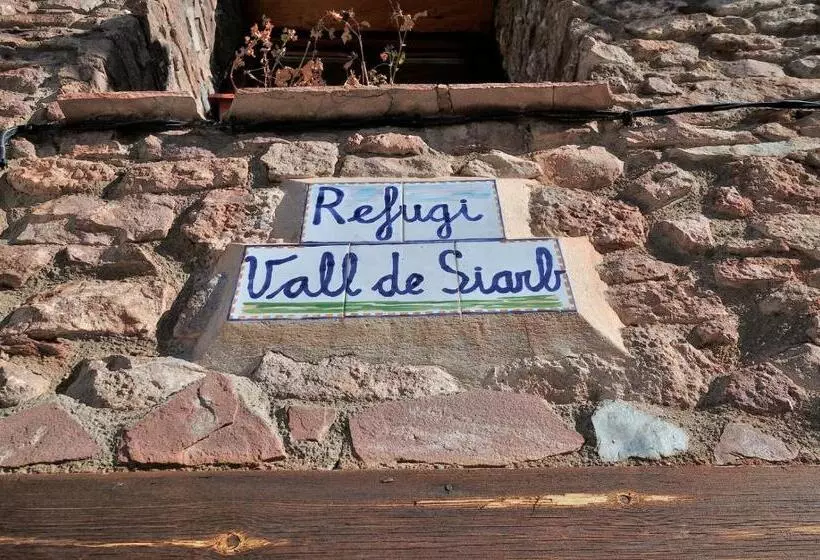 Refugi
Vall de Siarb